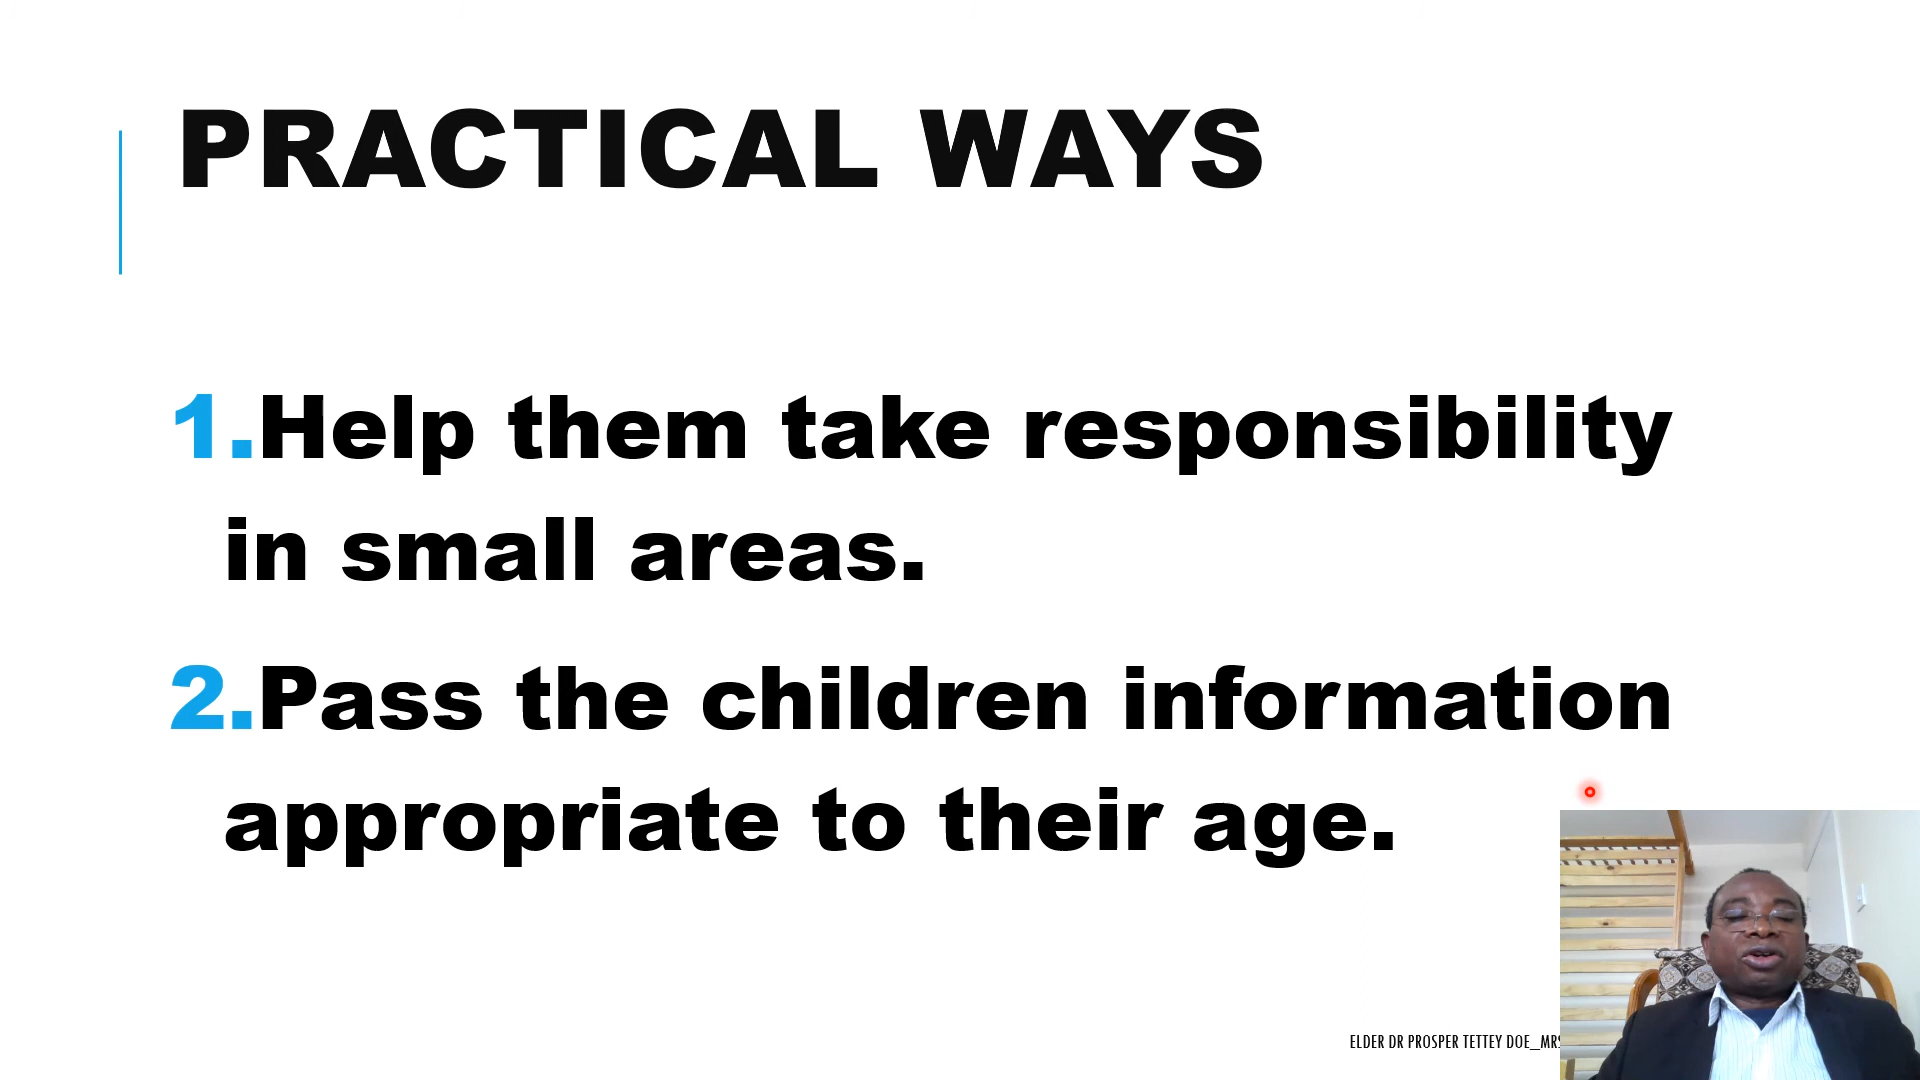 PRACTICAL WAYS
1.Help them take responsibility
in small areas.
2.Pass the children information
appropriate to their age.
ELDER DR PROSPER TETTEY DOE_MRS